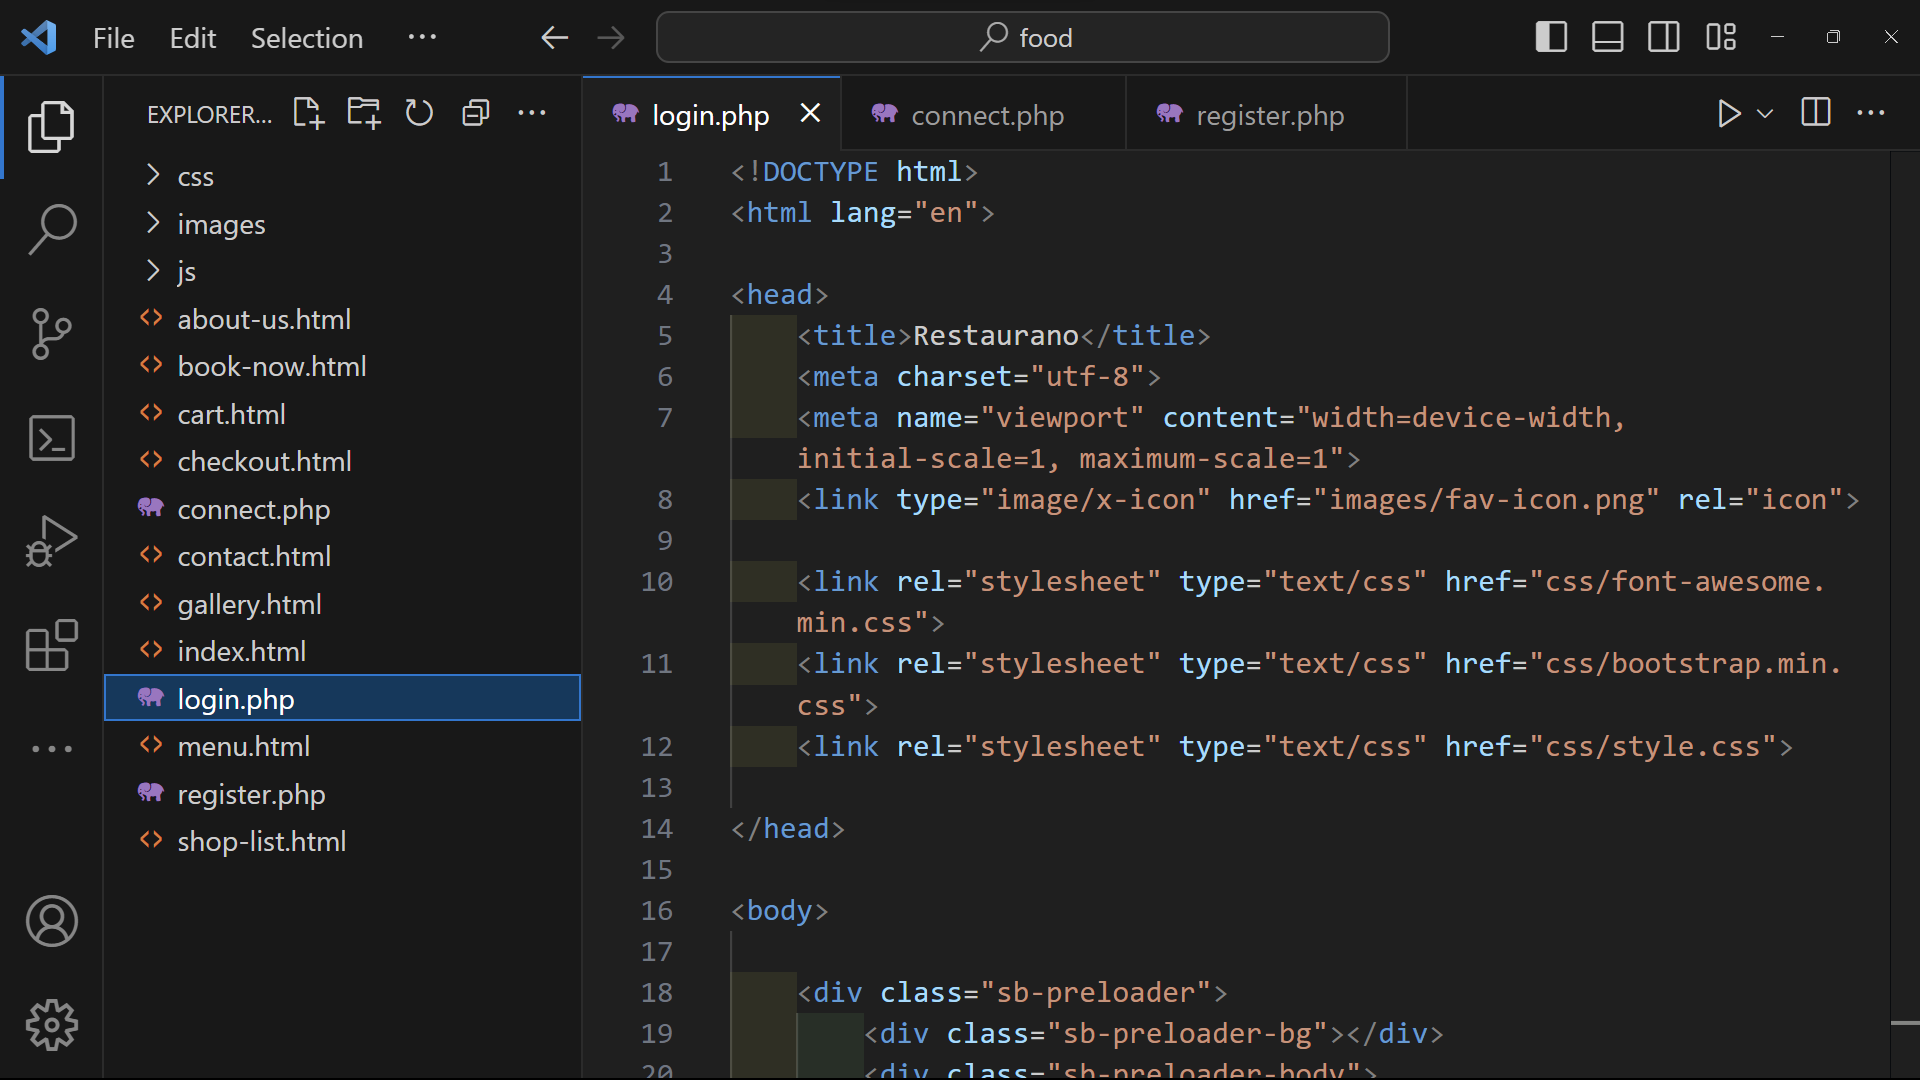 File Edit Selection ···
food
EXPLORER...
css
images
js
about-us.html
book-now.html
cart.html
checkout.html
connect.php
contact.html
gallery.html
index.html
login.php
menu.html
register.php
shop-list.html
login.php connect.php register.php
1 <!DOCTYPE html>
2 <html lang="en">
3
4 <head>
5 <title>Restaurano</title>
6 <meta charset="utf-8">
7 <meta name="viewport" content="width=device-width,
initial-scale=1, maximum-scale=1">
8 <link type="image/x-icon" href="images/fav-icon.png" rel="icon">
9
10 <link rel="stylesheet" type="text/css" href="css/font-awesome.
min.css">
11 <link rel="stylesheet" type="text/css" href="css/bootstrap.min.
css">
12 <link rel="stylesheet" type="text/css" href="css/style.css">
13
14 </head>
15
16 <body>
17
18 <div class="sb-preloader">
19 <div class="sb-preloader-bg"></div>
20 <div class="sb-preloader-body">